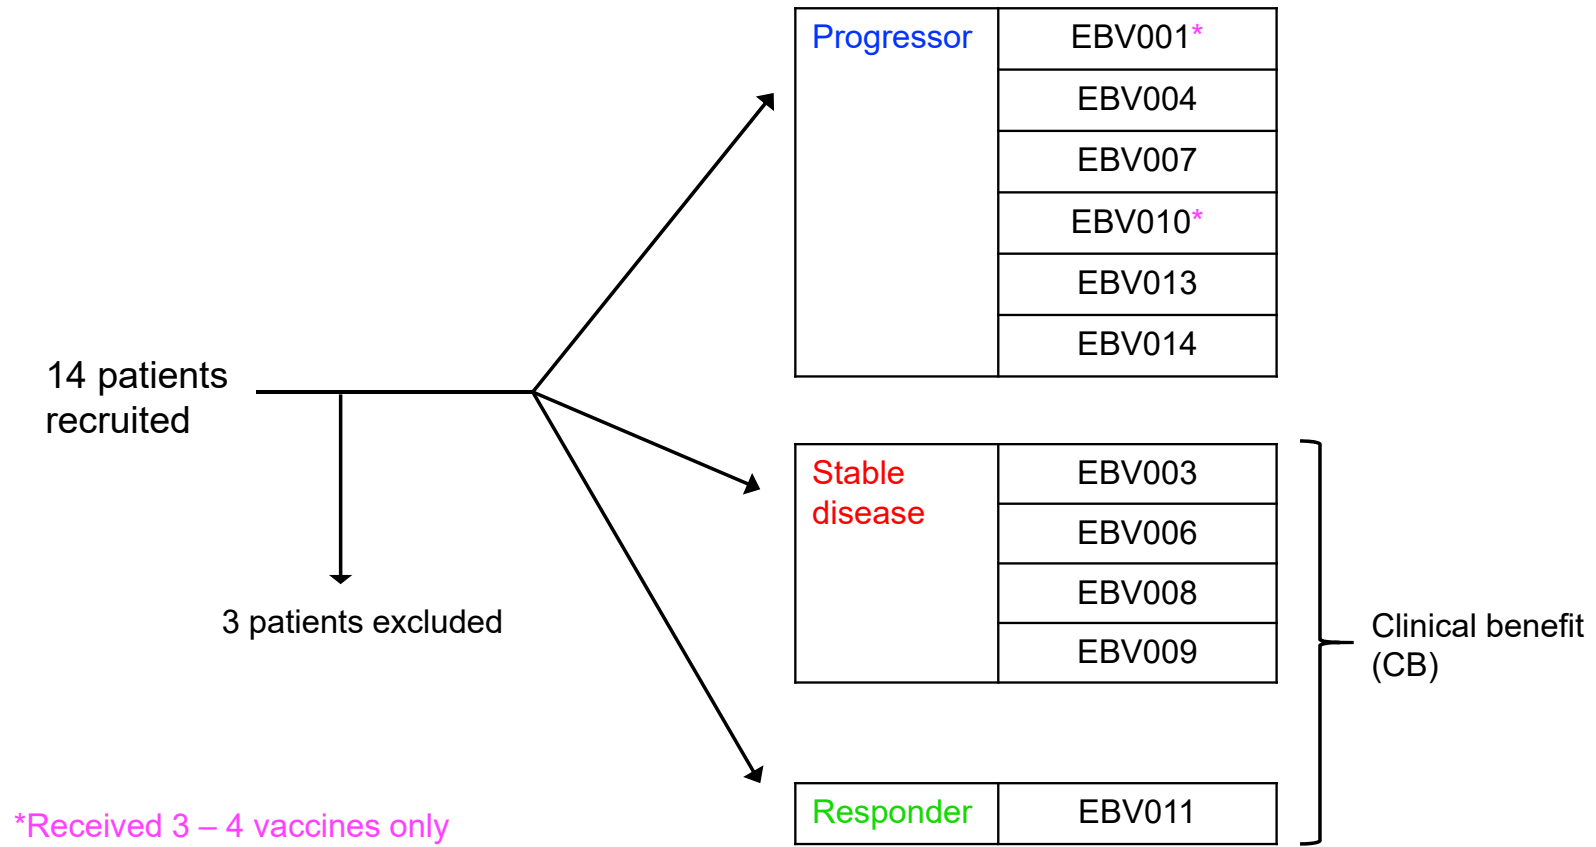 14 patients
recruited
3 patients excluded
Progressor
EBV001*
EBV004
EBV007
EBV010*
EBV013
EBV014
Stable
disease
EBV003
EBV006
EBV008
EBV009
Responder
EBV011
Clinical benefit
(CB)
*Received 3 – 4 vaccines only